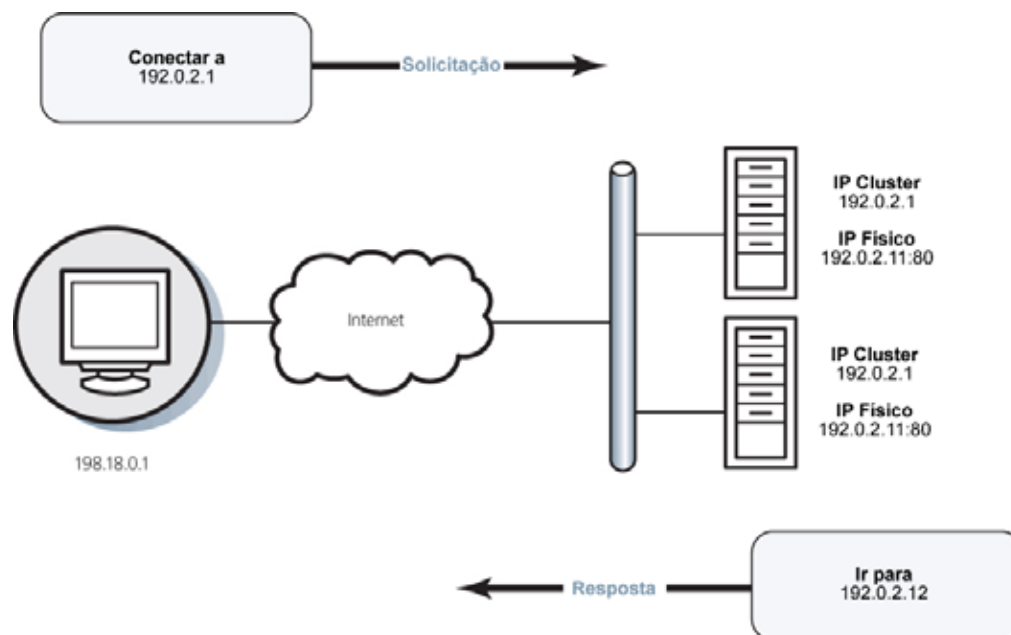 Conectar a
192.0.2.1
Solicitação
IP Cluster
192.0.2.1
IP Físico
192.0.2.11:80
Internet
IP Cluster
192.0.2.1
IP Físico
192.0.2.11:80
198.18.0.1
Resposta
Ir para
192.0.2.12